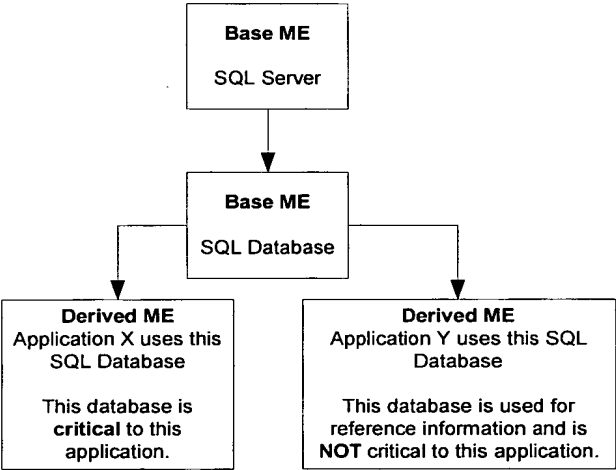 Base ME
SQL Server
Base ME
SQL Database
Derived ME
Application X uses this
SQL Database
This database is
critical to this
application.
Derived ME
Application Y uses this SQL
Database
This database is used for
reference information and is
NOT critical to this application.